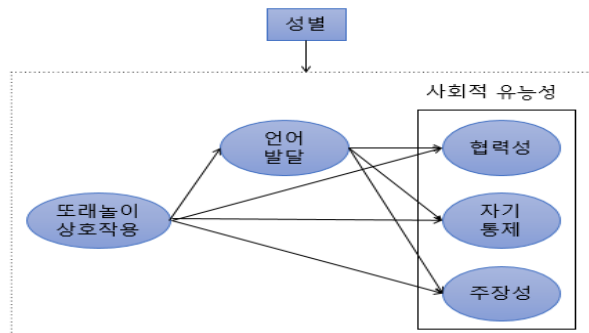 성별
사회적 유능성
언어
발달
협력성
또래놀이
상호작용
자기
통제
주장성